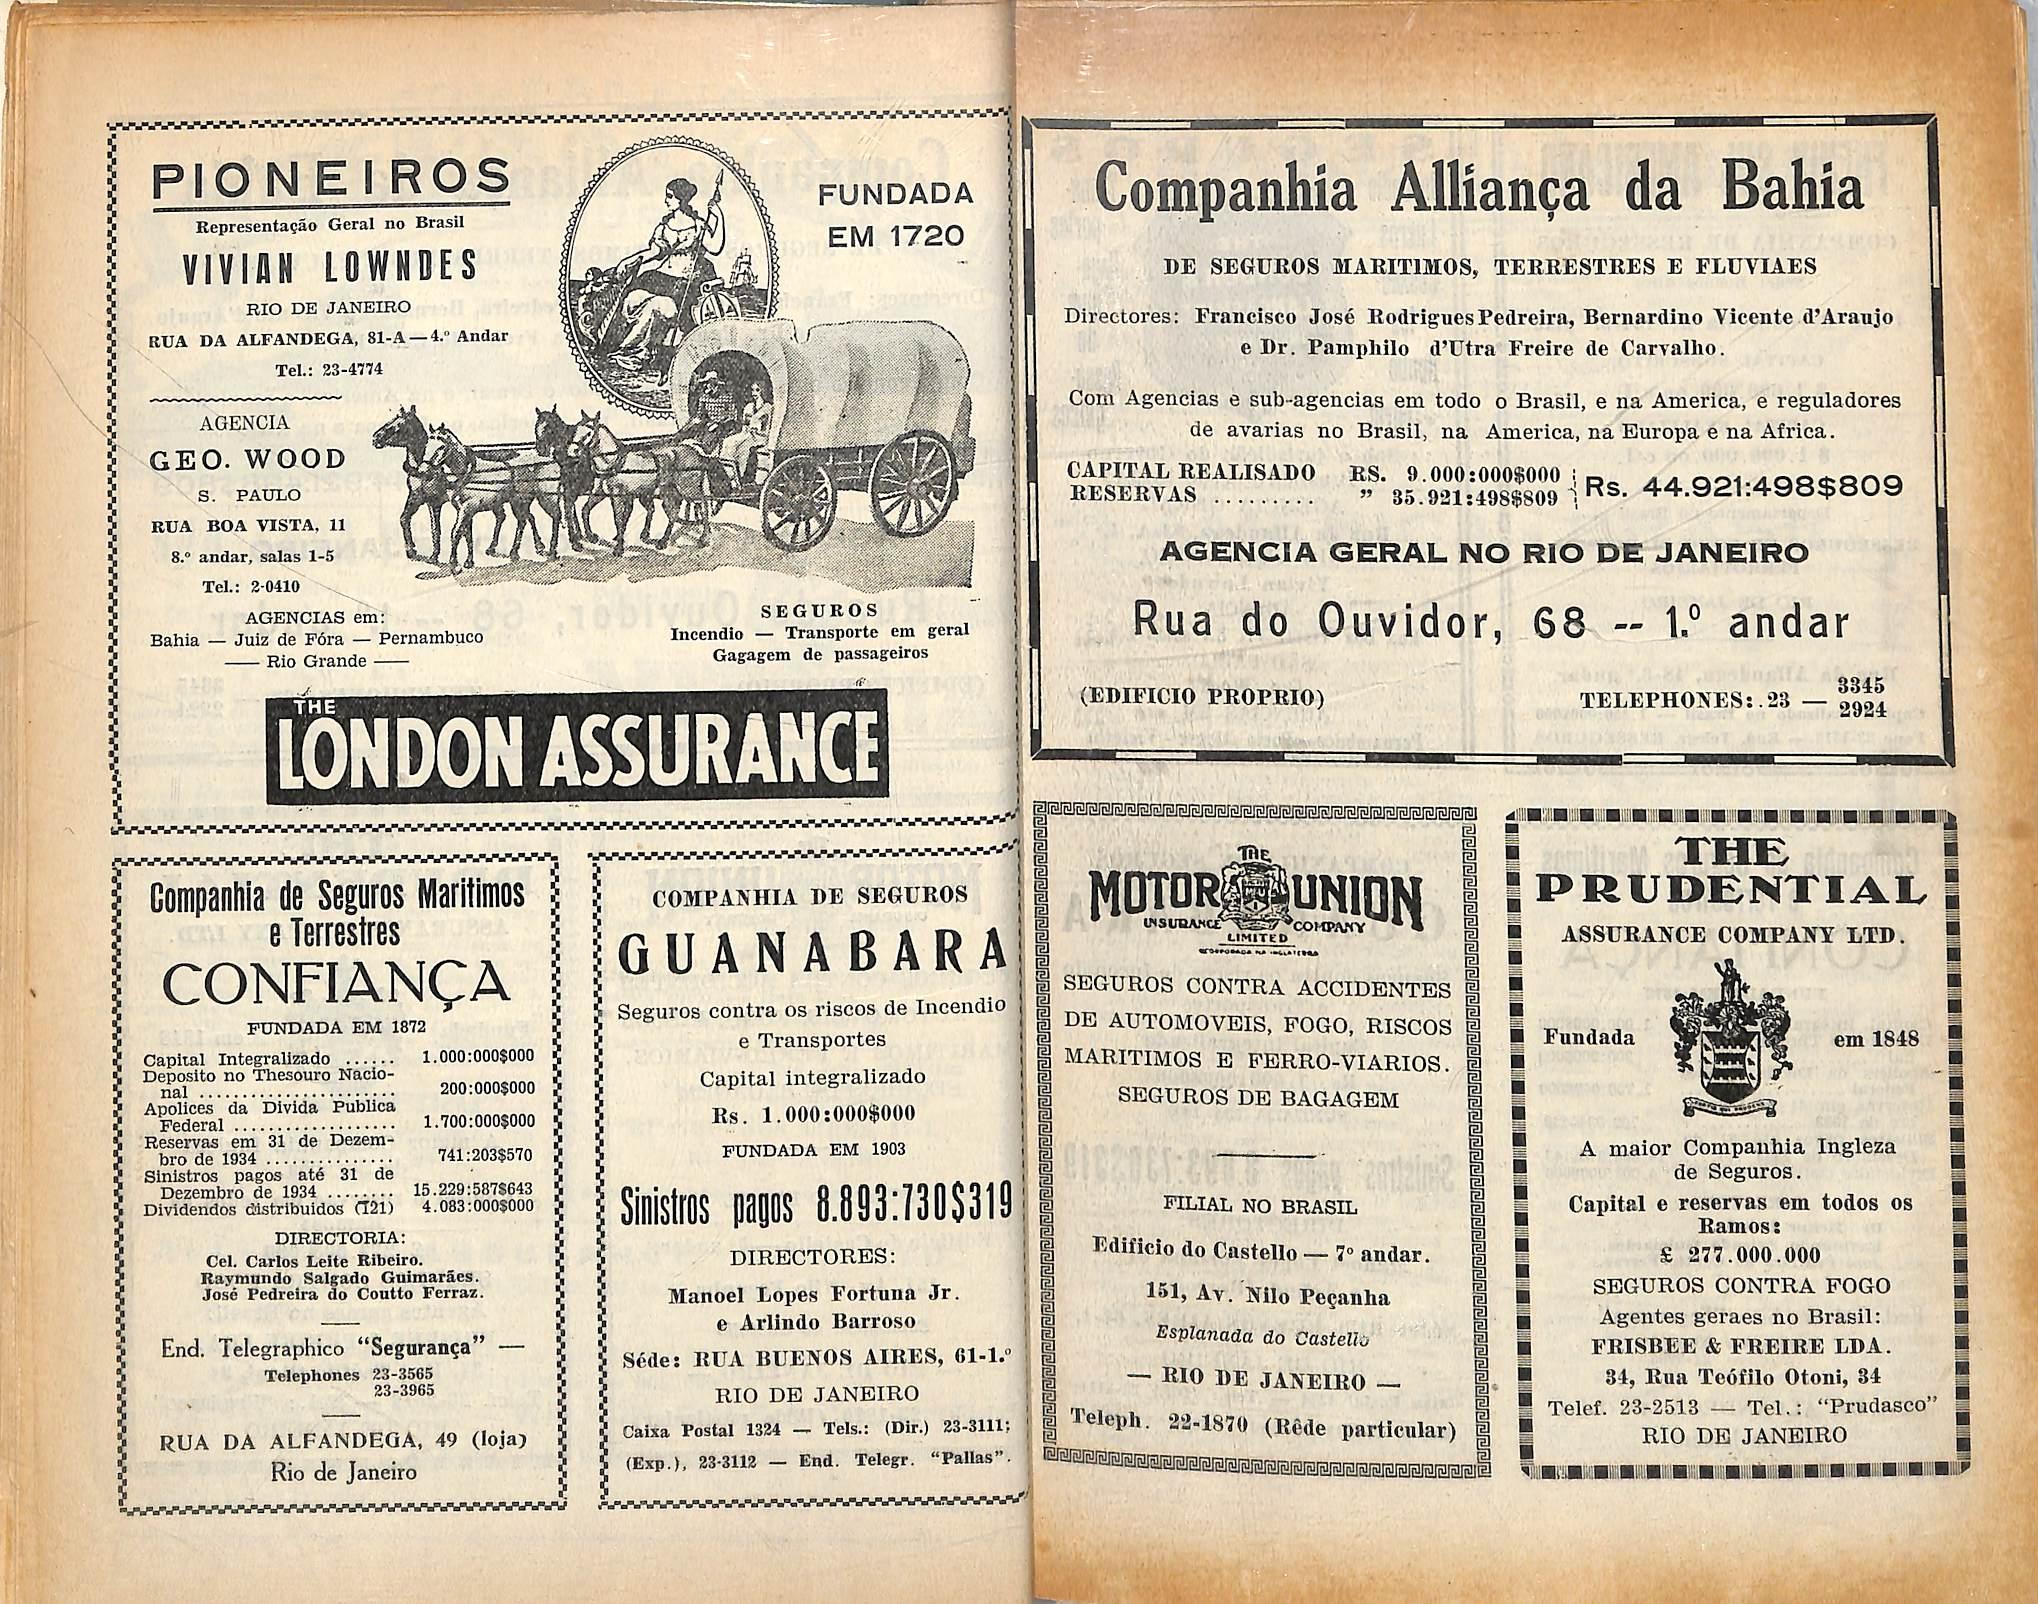 PIONEIROS
Representação Geral no Brasil
VIVIAN LOWNDES
RIO DE JANEIRO
RUA DA ALFANDEGA, 81-A — 4.º Andar
Tel.: 23-4774
AGENCIA
GEO. WOOD
S. PAULO
RUA BOA VISTA, 11
8.º andar, salas 1-5
Tel.: 2-0410
AGENCIAS em:
Bahia — Juiz de Fóra — Pernambuco
— Rio Grande —
FUNDADA
EM 1720
SEGUROS
Incendio — Transporte em geral
Gagagem de passageiros
THE
LONDON ASSURANCE
Companhia de Seguros Maritimos
e Terrestres
CONFIANÇA
FUNDADA EM 1872
Capital Integralizado ...... 1.000:000$000
Deposito no Thesouro Nacio-
nal ....................... 200:000$000
Apolices da Divida Publica
Federal ................... 1.700:000$000
Reservas em 31 de Dezem-
bro de 1934 ............... 741:203$570
Sinistros pagos até 31 de
Dezembro de 1934 ........ 15.229:587$643
Dividendos distribuidos (121) 4.083:000$000
DIRECTORIA:
Cel. Carlos Leite Ribeiro.
Raymundo Salgado Guimarães.
José Pedreira do Coutto Ferraz.
End. Telegraphico "Segurança" —
Telephones 23-3565
23-3965
RUA DA ALFANDEGA, 49 (loja)
Rio de Janeiro
COMPANHIA DE SEGUROS
GUANABARA
Seguros contra os riscos de Incendio
e Transportes
Capital integralizado
Rs. 1.000:000$000
FUNDADA EM 1903
Sinistros pagos 8.893:730$319
DIRECTORES:
Manoel Lopes Fortuna Jr.
e Arlindo Barroso
Séde: RUA BUENOS AIRES, 61-1.º
RIO DE JANEIRO
Caixa Postal 1324 — Tels.: (Dir.) 23-3111;
(Exp.), 23-3112 — End. Telegr. "Pallas".
Companhia Alliança da Bahia
DE SEGUROS MARITIMOS, TERRESTRES E FLUVIAES
Directores: Francisco José Rodrigues Pedreira, Bernardino Vicente d'Araujo
e Dr. Pamphilo d'Utra Freire de Carvalho.
Com Agencias e sub-agencias em todo o Brasil, e na America, e reguladores
de avarias no Brasil, na America, na Europa e na Africa.
CAPITAL REALISADO RS. 9.000:000$000
RESERVAS ......... " 35.921:498$809
Rs. 44.921:498$809
AGENCIA GERAL NO RIO DE JANEIRO
Rua do Ouvidor, 68 -- 1.º andar
(EDIFICIO PROPRIO)
TELEPHONES: 23 — 3345
2924
THE
MOTOR UNION
INSURANCE COMPANY
LIMITED
INCORPORADA NA INGLATERRA
SEGUROS CONTRA ACCIDENTES
DE AUTOMOVEIS, FOGO, RISCOS
MARITIMOS E FERRO-VIARIOS.
SEGUROS DE BAGAGEM
FILIAL NO BRASIL
Edificio do Castello — 7º andar.
151, Av. Nilo Peçanha
Esplanada do Castello
— RIO DE JANEIRO —
Teleph. 22-1870 (Rêde particular)
THE
PRUDENTIAL
ASSURANCE COMPANY LTD.
Fundada em 1848
A maior Companhia Ingleza
de Seguros.
Capital e reservas em todos os
Ramos:
£ 277.000.000
SEGUROS CONTRA FOGO
Agentes geraes no Brasil:
FRISBEE & FREIRE LDA.
34, Rua Teófilo Otoni, 34
Telef. 23-2513 — Tel.: "Prudasco"
RIO DE JANEIRO